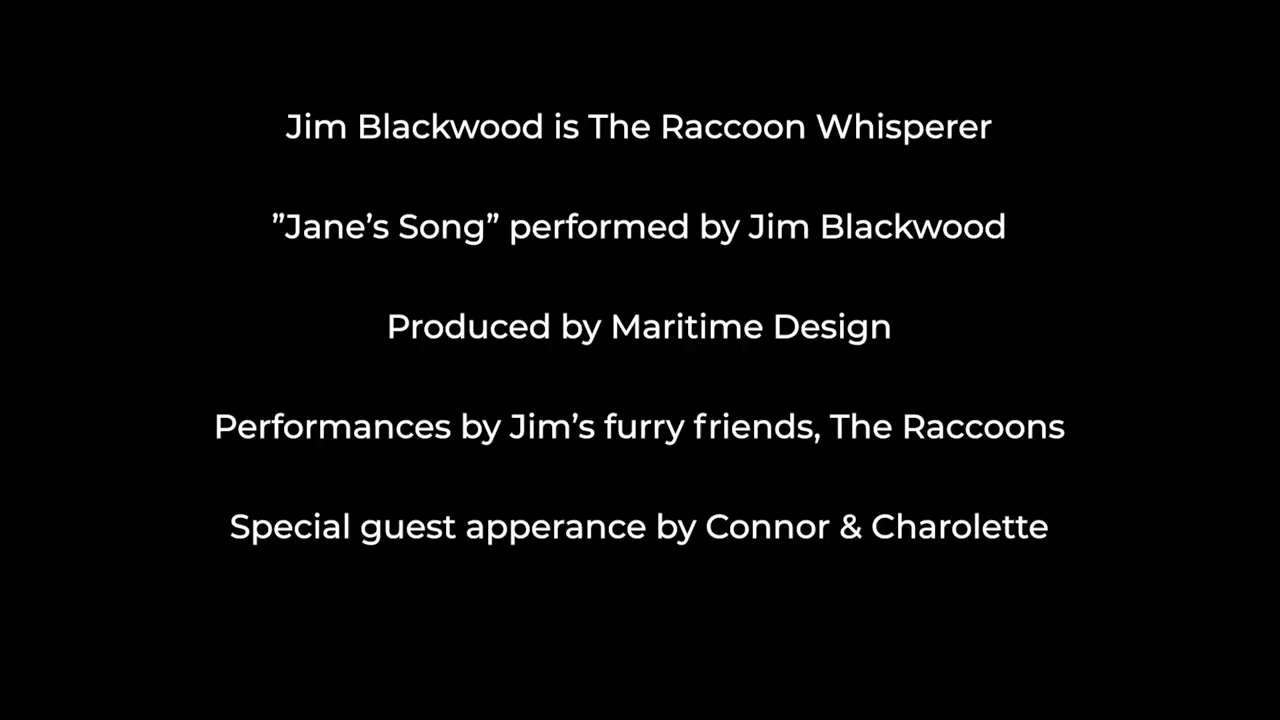 Jim Blackwood is The Raccoon Whisperer
”Jane’s Song” performed by Jim Blackwood
Produced by Maritime Design
Performances by Jim’s furry friends, The Raccoons
Special guest apperance by Connor & Charolette